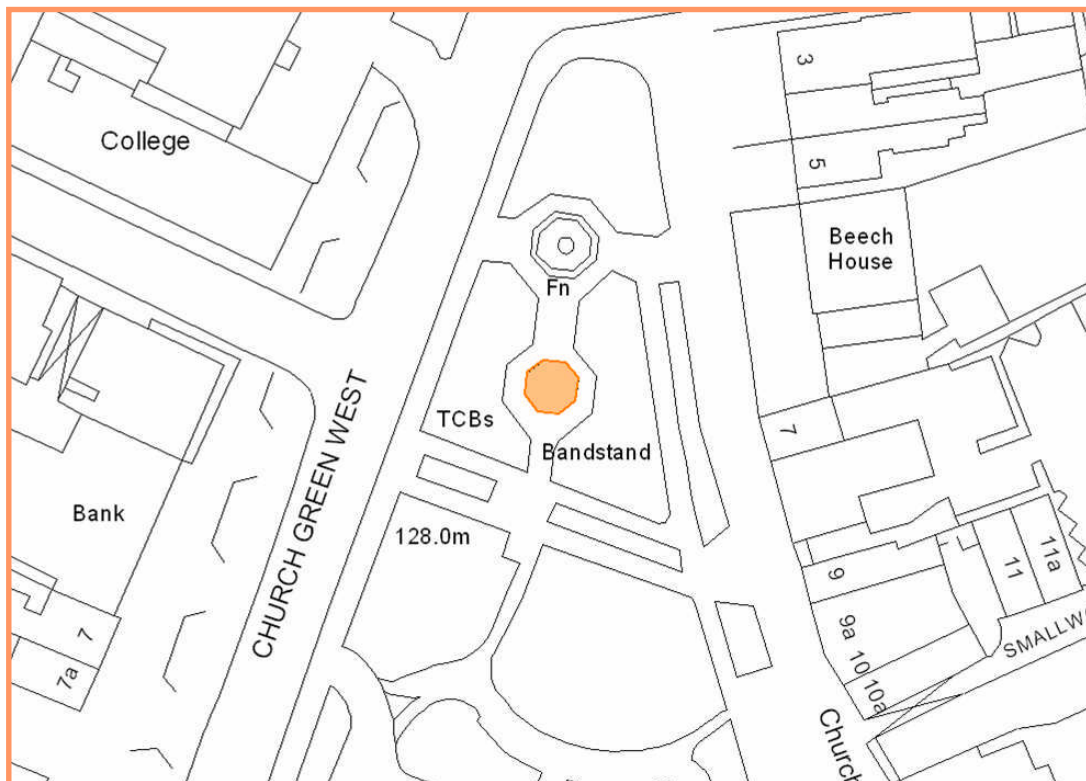 3
College
5
Beech
House
Fn
TCBs
Bandstand
CHURCH GREEN WEST
7
Bank
128.0m
11a
11
9
9a
10
10a
7
7a
SMALLW
Church